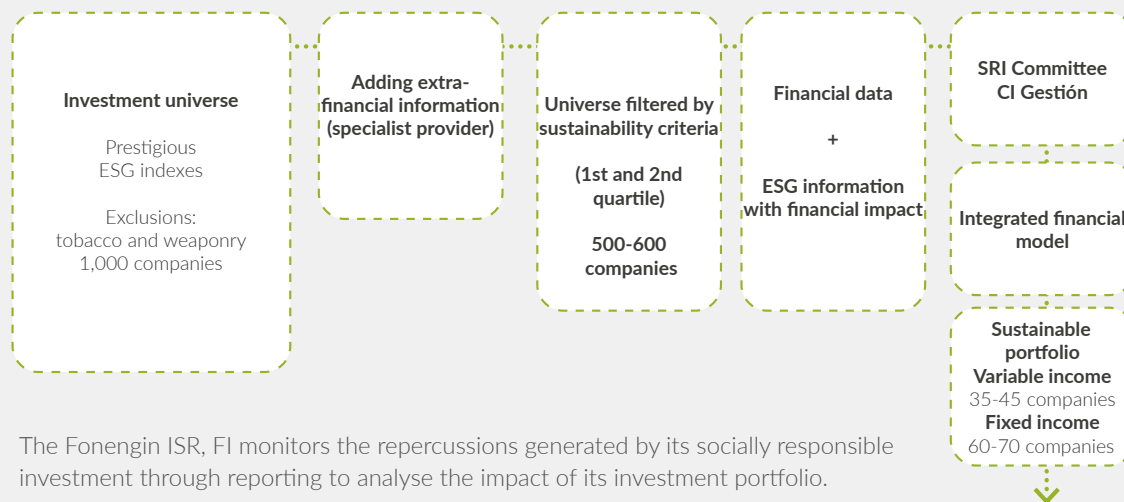 Investment universe
Prestigious
ESG indexes
Exclusions:
tobacco and weaponry
1,000 companies
Adding extra-
financial information
(specialist provider)
Universe filtered by
sustainability criteria
(1st and 2nd
quartile)
500-600
companies
Financial data
+
ESG information
with financial impact
SRI Committee
CI Gestión
Integrated financial
model
Sustainable
portfolio
Variable income
35-45 companies
Fixed income
60-70 companies
The Fonengin ISR, FI monitors the repercussions generated by its socially responsible
investment through reporting to analyse the impact of its investment portfolio.